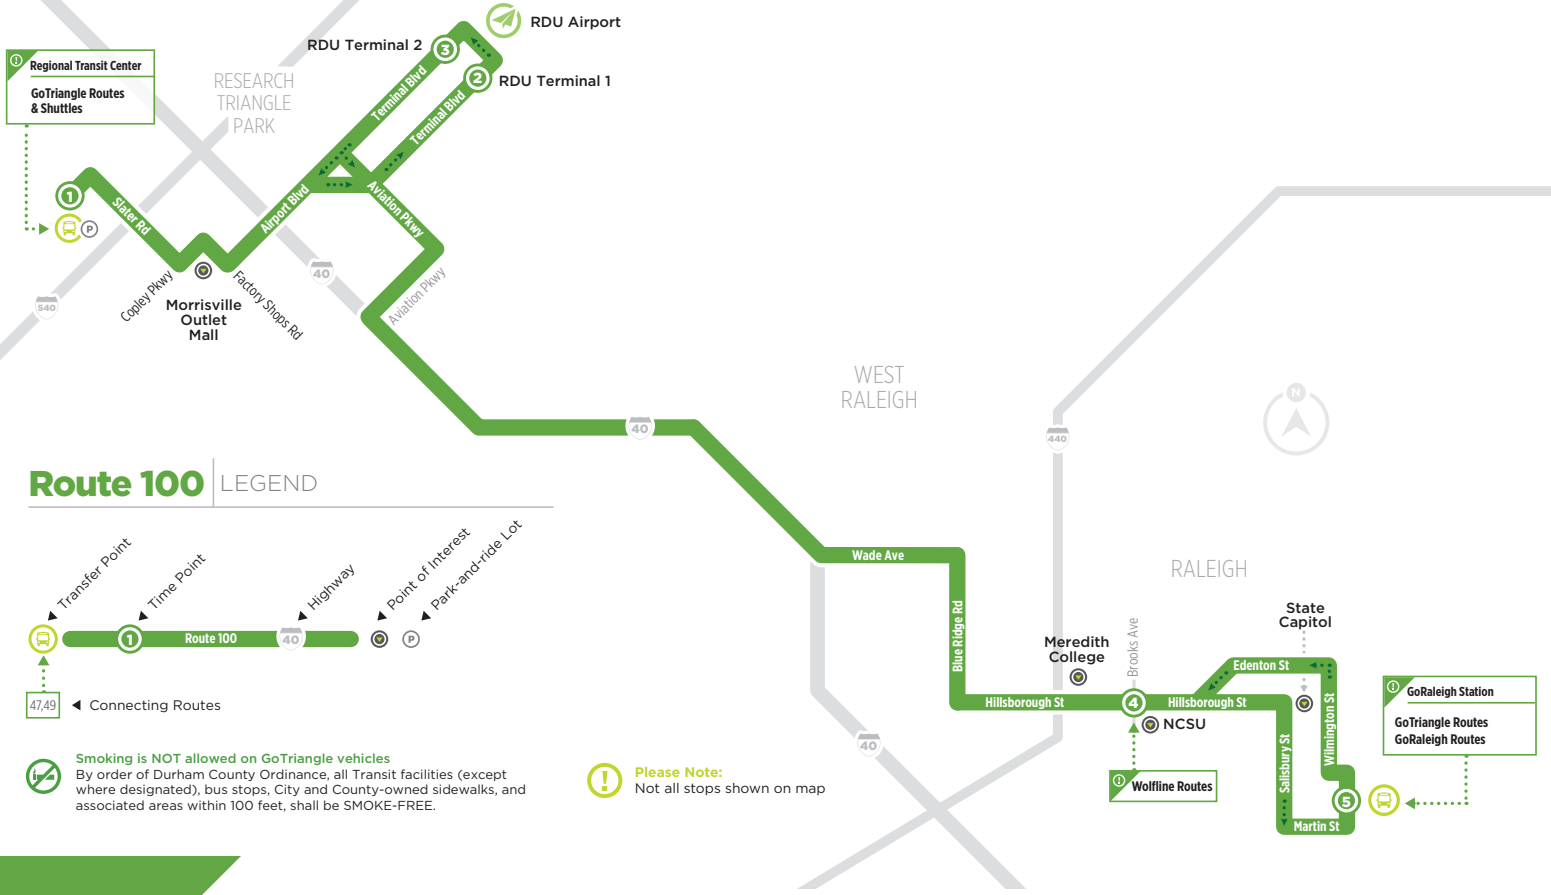 RDU Airport
RDU Terminal 2
3
2
RDU Terminal 1
Regional Transit Center
GoTriangle Routes
& Shuttles
RESEARCH
TRIANGLE
PARK
Terminal Blvd
Terminal Blvd
1
P
Slater Rd
Airport Blvd
Aviation Pkwy
Aviation Pkwy
40
540
Copley Pkwy
Factory Shops Rd
Morrisville
Outlet
Mall
WEST
RALEIGH
N
40
440
Route 100
LEGEND
Transfer Point
Time Point
Highway
Point of Interest
Park-and-ride Lot
1
Route 100
40
P
47,49
Connecting Routes
Wade Ave
Blue Ridge Rd
RALEIGH
State
Capitol
Meredith
College
Brooks Ave
Edenton St
Hillsborough St
4
Hillsborough St
NCSU
Wilmington St
Salisbury St
40
Wolfline Routes
5
Martin St
GoRaleigh Station
GoTriangle Routes
GoRaleigh Routes
Smoking is NOT allowed on GoTriangle vehicles
By order of Durham County Ordinance, all Transit facilities (except
where designated), bus stops, City and County-owned sidewalks, and
associated areas within 100 feet, shall be SMOKE-FREE.
!
Please Note:
Not all stops shown on map